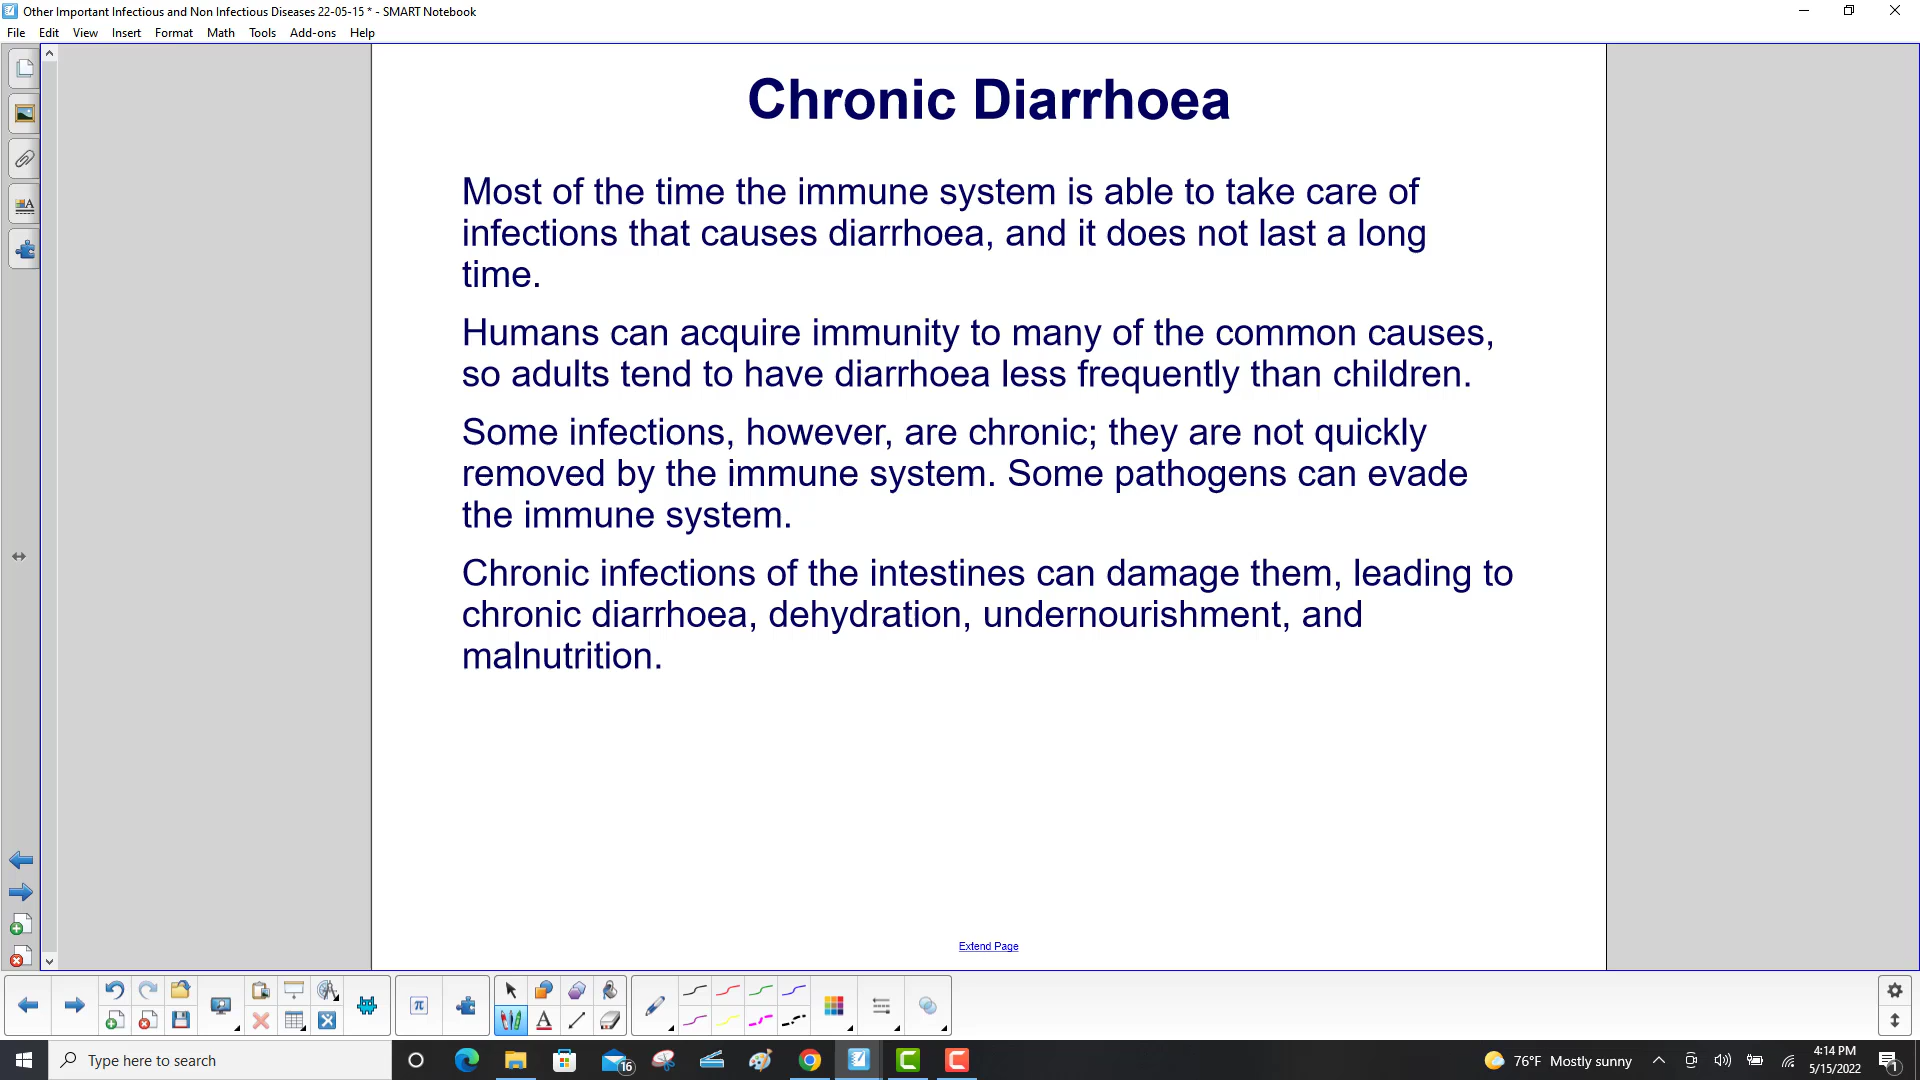 Other Important Infectious and Non Infectious Diseases 22-05-15 * - SMART Notebook
File Edit View Insert Format Math Tools Add-ons Help
Chronic Diarrhoea
Most of the time the immune system is able to take care of
infections that causes diarrhoea, and it does not last a long
time.
Humans can acquire immunity to many of the common causes,
so adults tend to have diarrhoea less frequently than children.
Some infections, however, are chronic; they are not quickly
removed by the immune system. Some pathogens can evade
the immune system.
Chronic infections of the intestines can damage them, leading to
chronic diarrhoea, dehydration, undernourishment, and
malnutrition.
Extend Page
π
A
Type here to search
16
76°F Mostly sunny
4:14 PM
5/15/2022
1